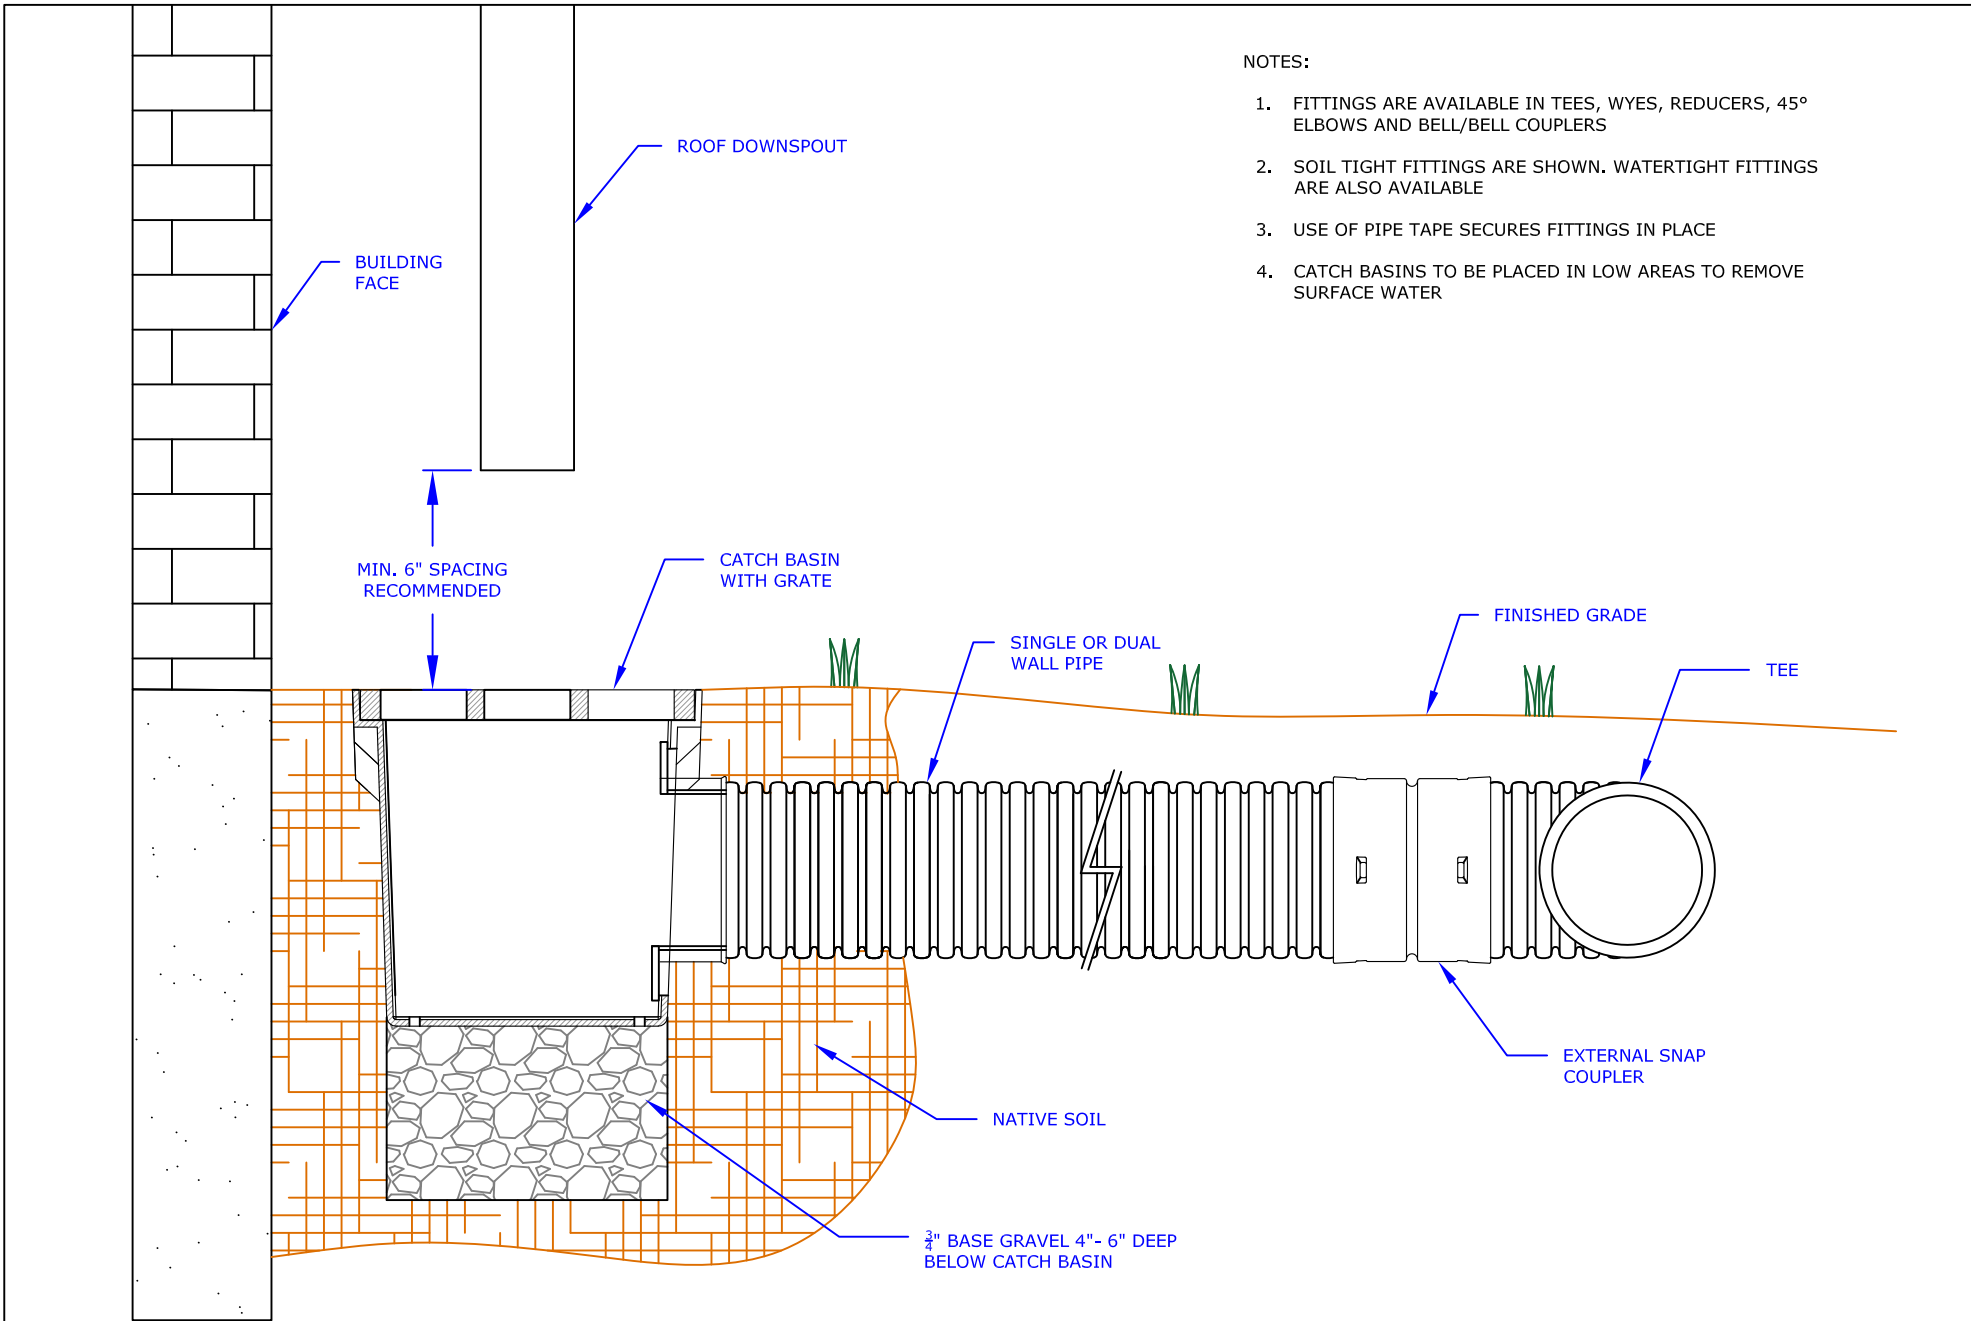 NOTES:
1. FITTINGS ARE AVAILABLE IN TEES, WYES, REDUCERS, 45°
ELBOWS AND BELL/BELL COUPLERS
2. SOIL TIGHT FITTINGS ARE SHOWN. WATERTIGHT FITTINGS
ARE ALSO AVAILABLE
3. USE OF PIPE TAPE SECURES FITTINGS IN PLACE
4. CATCH BASINS TO BE PLACED IN LOW AREAS TO REMOVE
SURFACE WATER
ROOF DOWNSPOUT
BUILDING
FACE
MIN. 6" SPACING
RECOMMENDED
CATCH BASIN
WITH GRATE
SINGLE OR DUAL
WALL PIPE
FINISHED GRADE
TEE
EXTERNAL SNAP
COUPLER
NATIVE SOIL
3/4" BASE GRAVEL 4"- 6" DEEP
BELOW CATCH BASIN